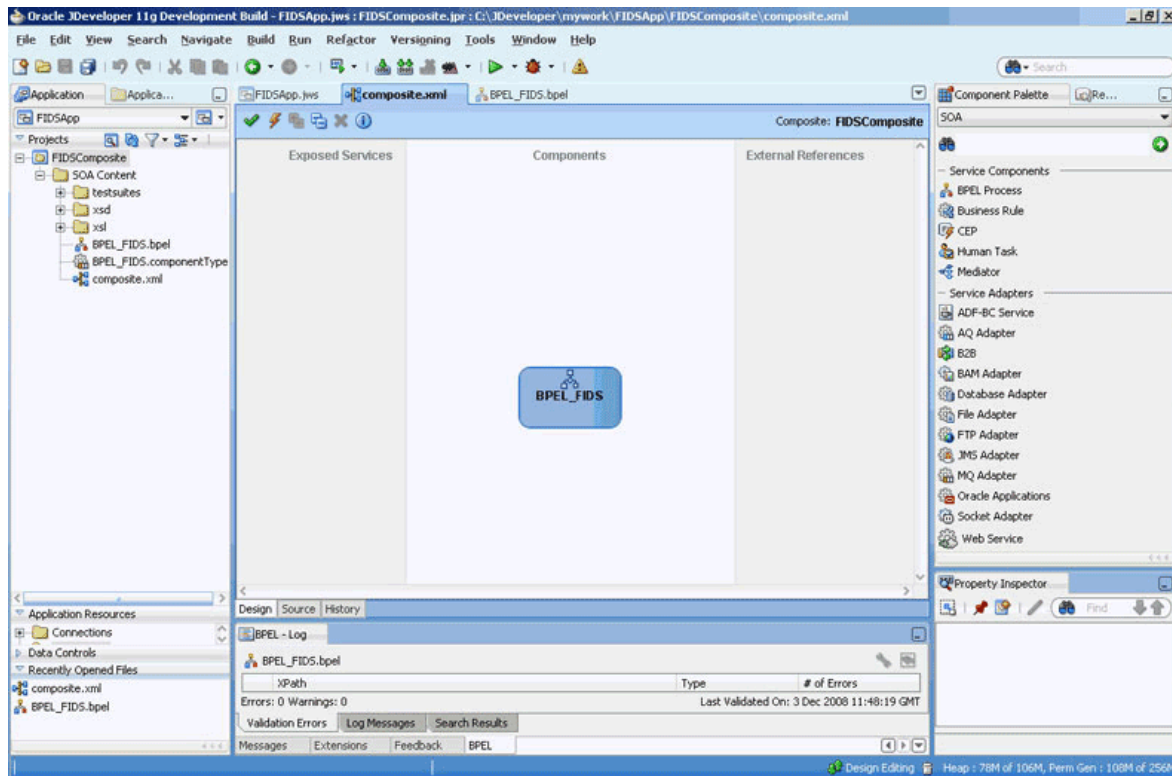 Oracle JDeveloper 11g Development Build - FIDSApp.jws : FIDSComposite.jpr : C:\JDeveloper\mywork\FIDSApp\FIDSComposite\composite.xml
File Edit View Search Navigate Build Run Refactor Versioning Tools Window Help
Search
Application
Applica...
FIDSApp
Projects
FIDSComposite
SOA Content
testsuites
xsd
xsl
BPEL_FIDS.bpel
BPEL_FIDS.componentType
composite.xml
Application Resources
Connections
Data Controls
Recently Opened Files
composite.xml
BPEL_FIDS.bpel
FIDSApp.jws
composite.xml
BPEL_FIDS.bpel
Composite: FIDSComposite
Exposed Services
Components
External References
BPEL_FIDS
Design Source History
BPEL - Log
BPEL_FIDS.bpel
XPath Type # of Errors
Errors: 0 Warnings: 0
Last Validated On: 3 Dec 2008 11:48:19 GMT
Validation Errors Log Messages Search Results
Messages Extensions Feedback BPEL
Component Palette
Re...
SOA
Service Components
BPEL Process
Business Rule
CEP
Human Task
Mediator
Service Adapters
ADF-BC Service
AQ Adapter
B2B
BAM Adapter
Database Adapter
File Adapter
FTP Adapter
JMS Adapter
MQ Adapter
Oracle Applications
Socket Adapter
Web Service
Property Inspector
Find
Design Editing
Heap : 78M of 106M, Perm Gen : 108M of 256M